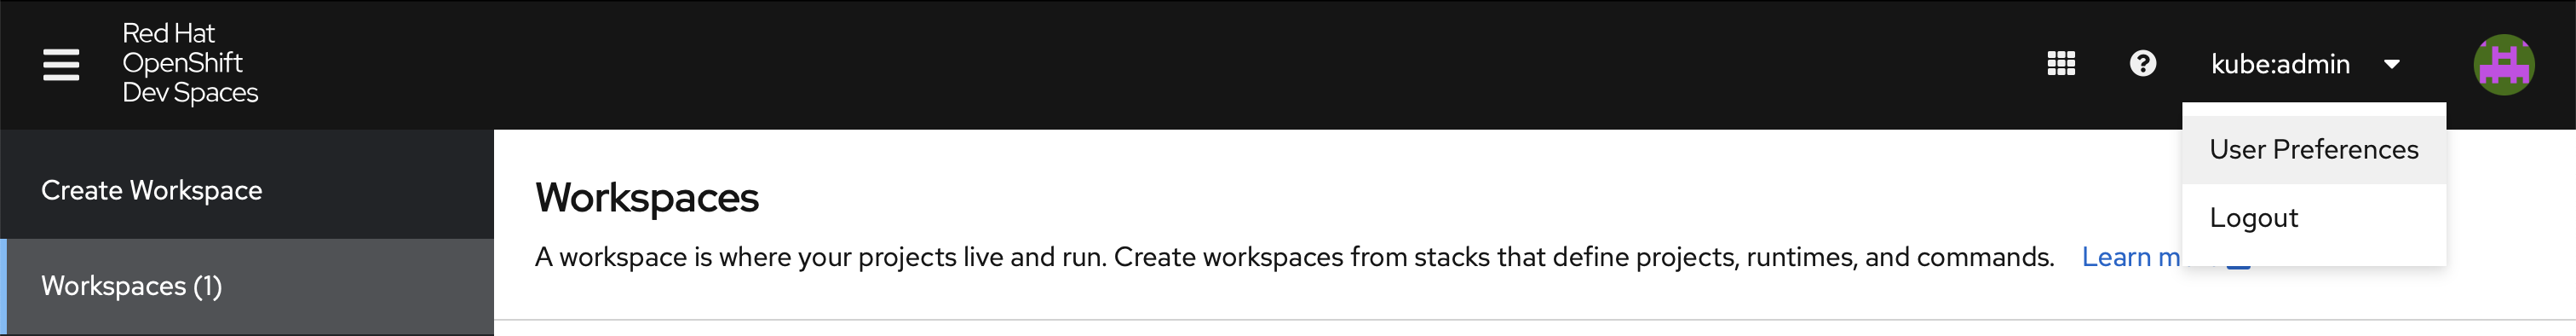 Red Hat
OpenShift
Dev Spaces
kube:admin
User Preferences
Logout
Create Workspace
Workspaces (1)
Workspaces
A workspace is where your projects live and run. Create workspaces from stacks that define projects, runtimes, and commands. Learn